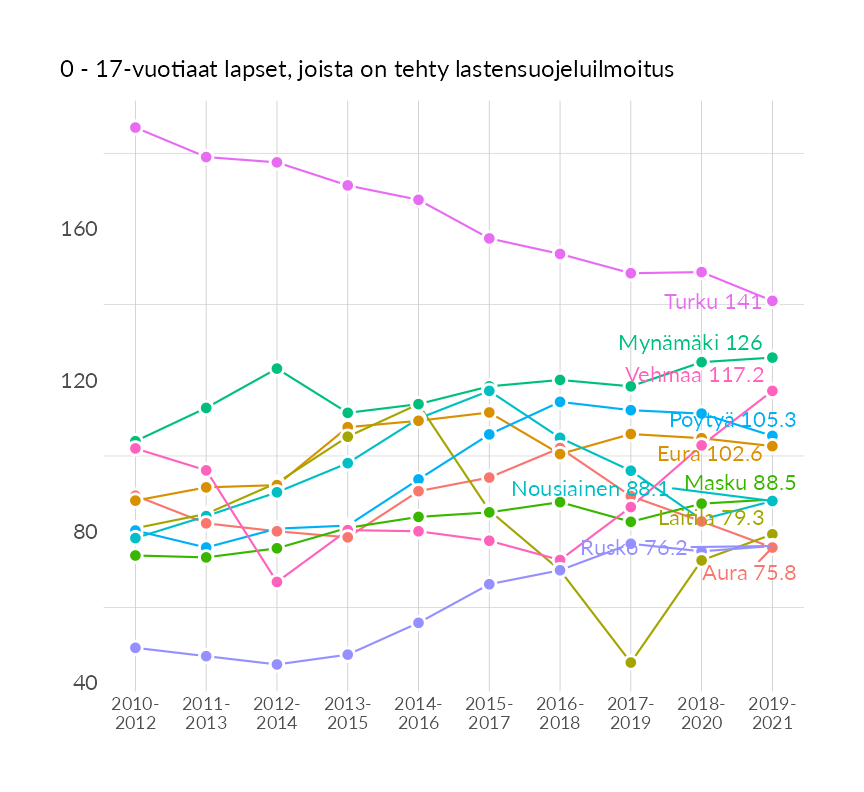 0 - 17-vuotiaat lapset, joista on tehty lastensuojeluilmoitus
160
120
80
40
Turku 141
Mynämäki 126
Vehmaa 117.2
Pöytyä 105.3
Eura 102.6
Masku 88.5
Nousiainen 88.1
Laitila 79.3
Rusko 76.2
Aura 75.8
2010-
2012
2011-
2013
2012-
2014
2013-
2015
2014-
2016
2015-
2017
2016-
2018
2017-
2019
2018-
2020
2019-
2021